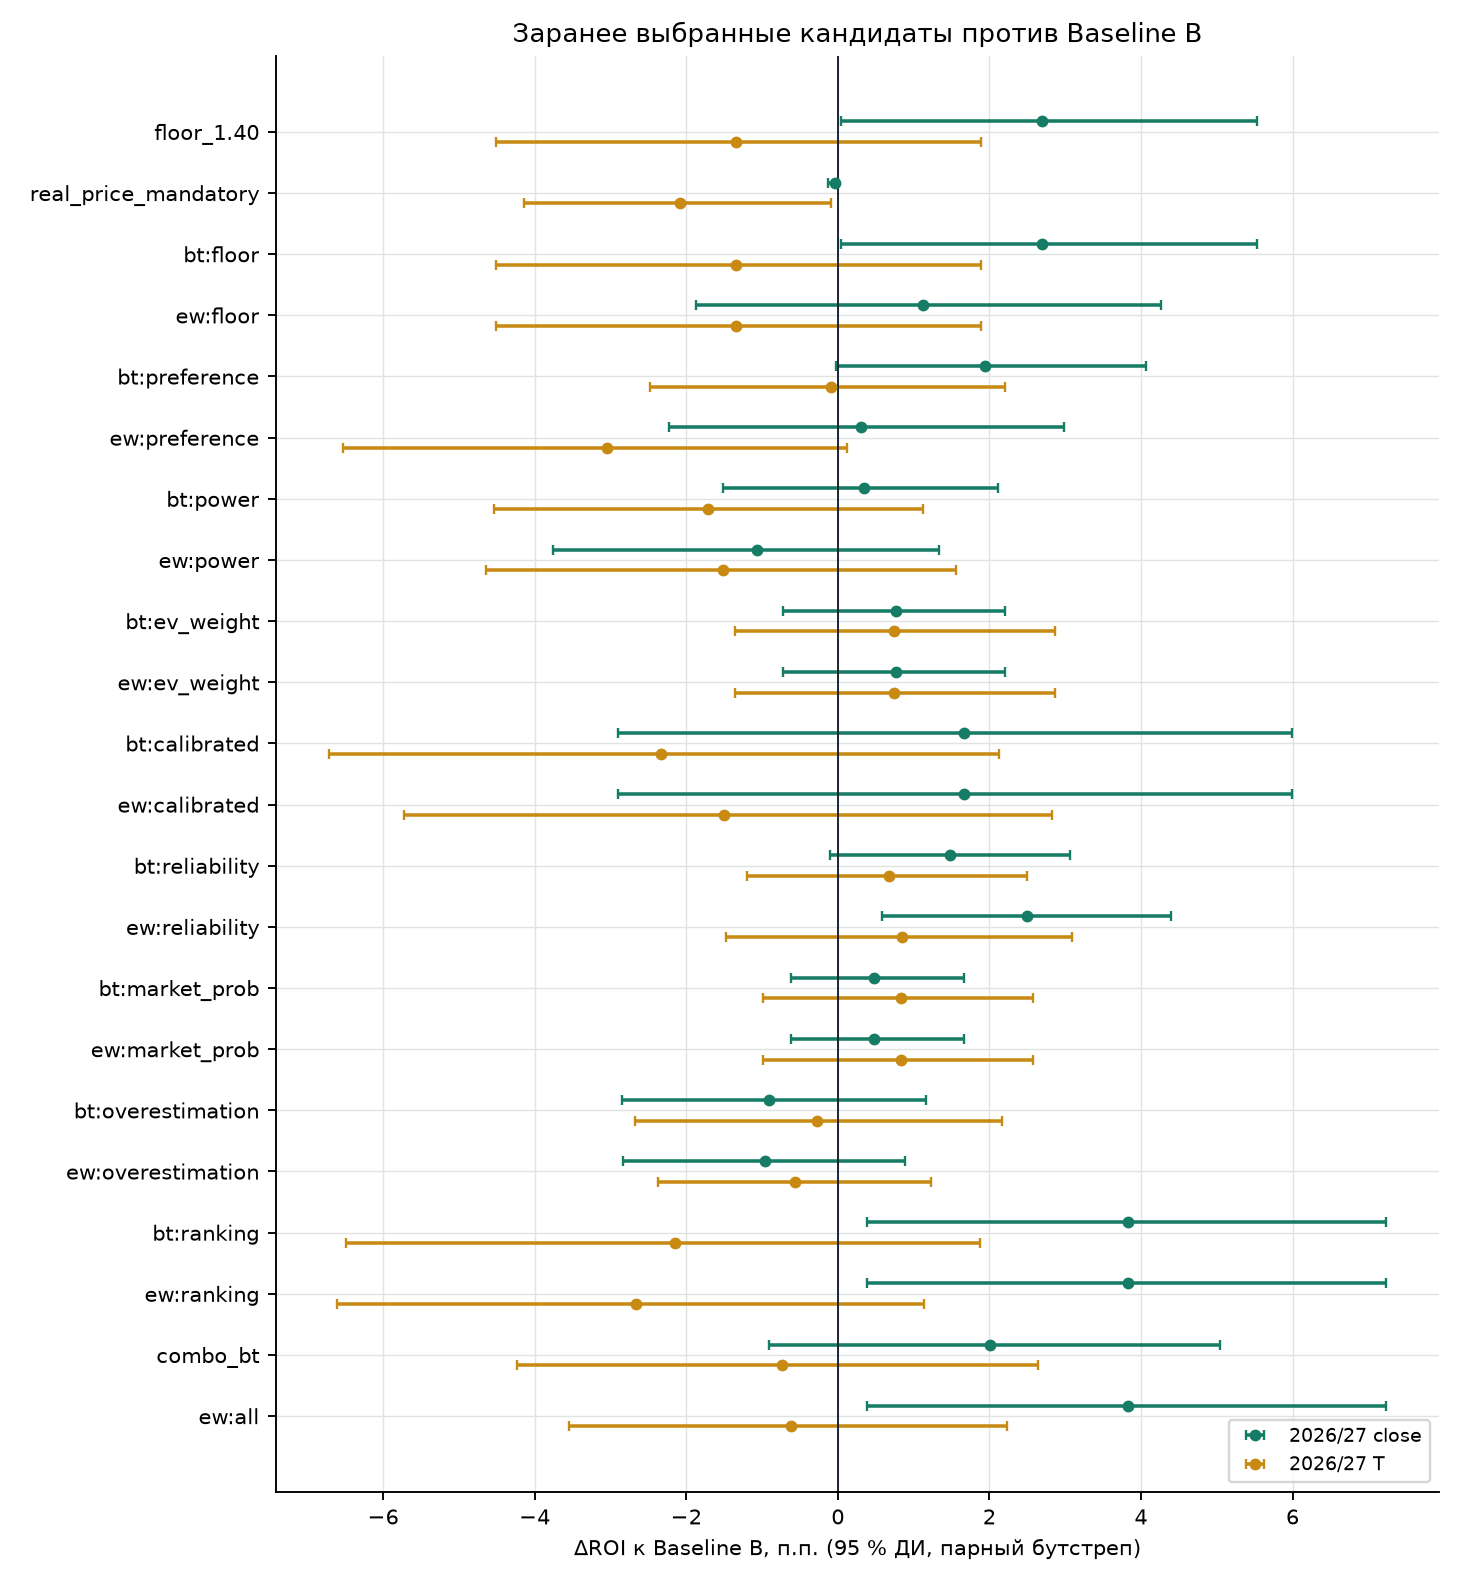 Заранее выбранные кандидаты против Baseline B
floor_1.40
real_price_mandatory
bt:floor
ew:floor
bt:preference
ew:preference
bt:power
ew:power
bt:ev_weight
ew:ev_weight
bt:calibrated
ew:calibrated
bt:reliability
ew:reliability
bt:market_prob
ew:market_prob
bt:overestimation
ew:overestimation
bt:ranking
ew:ranking
combo_bt
ew:all
2026/27 close
2026/27 T
−6 −4 −2 0 2 4 6
ΔROI к Baseline B, п.п. (95 % ДИ, парный бутстреп)